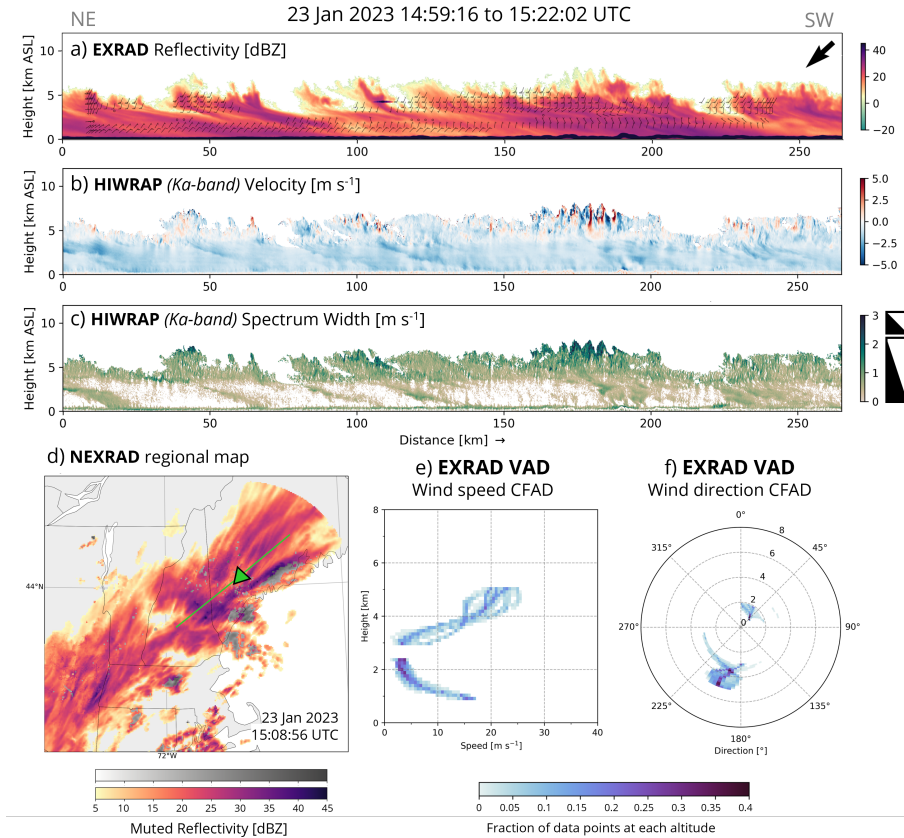 23 Jan 2023 14:59:16 to 15:22:02 UTC
NE
SW
a) EXRAD Reflectivity [dBZ]
Height [km ASL]
10
5
0
0 50 100 150 200 250
40
20
0
−20
b) HIWRAP (Ka-band) Velocity [m s⁻¹]
Height [km ASL]
10
5
0
0 50 100 150 200 250
5.0
2.5
0.0
−2.5
−5.0
c) HIWRAP (Ka-band) Spectrum Width [m s⁻¹]
Height [km ASL]
10
5
0
0 50 100 150 200 250
Distance [km] →
3
2
1
0
d) NEXRAD regional map
44°N
72°W
23 Jan 2023
15:08:56 UTC
5 10 15 20 25 30 35 40 45
Muted Reflectivity [dBZ]
e) EXRAD VAD
Wind speed CFAD
Height [km]
8
6
4
2
0
0 10 20 30 40
Speed [m s⁻¹]
f) EXRAD VAD
Wind direction CFAD
0°
45°
90°
135°
180°
225°
270°
315°
8
6
4
2
0
Direction [°]
0 0.05 0.1 0.15 0.2 0.25 0.3 0.35 0.4
Fraction of data points at each altitude